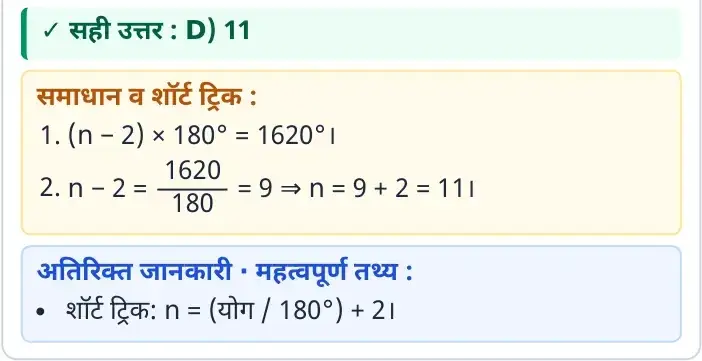 ✓ सही उत्तर : D) 11
समाधान व शॉर्ट ट्रिक :
1. (n − 2) × 180° = 1620°।
2. n − 2 = 1620/180 = 9 ⇒ n = 9 + 2 = 11।
अतिरिक्त जानकारी · महत्वपूर्ण तथ्य :
• शॉर्ट ट्रिक: n = (योग / 180°) + 2।